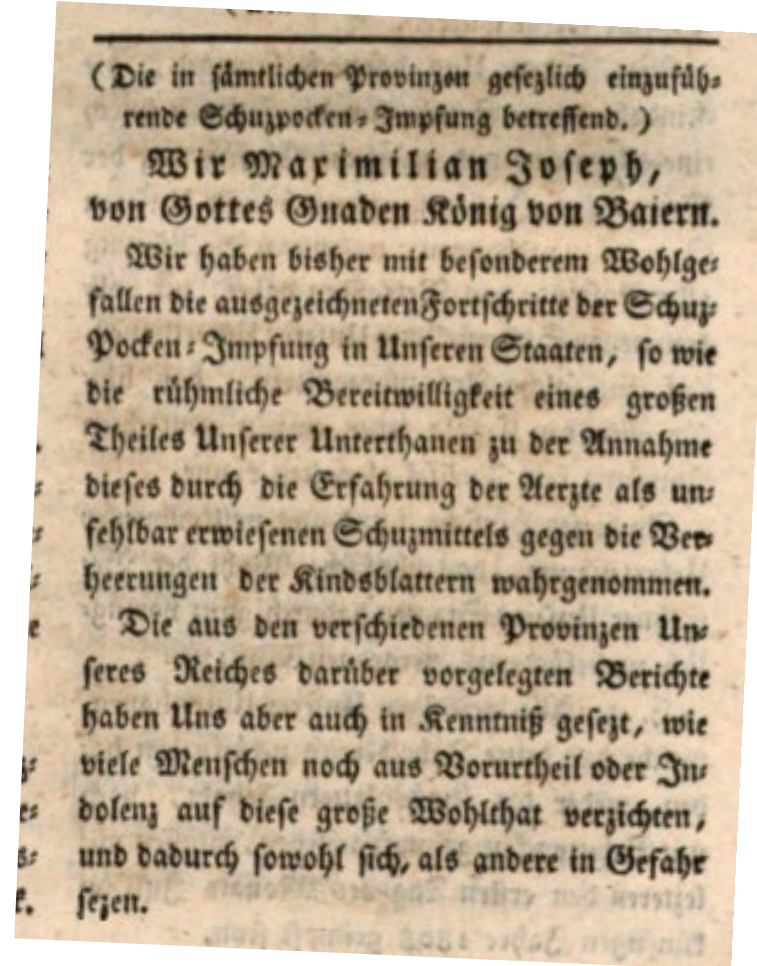 (Die in sämtlichen Provinzen gesezlich einzufüh-
rende Schuzpocken-Impfung betreffend.)
Wir Maximilian Joseph,
von Gottes Gnaden König von Baiern.
Wir haben bisher mit besonderem Wohlge-
fallen die ausgezeichneten Fortschritte der Schuz-
Pocken-Impfung in Unseren Staaten, so wie
die rühmliche Bereitwilligkeit eines großen
Theiles Unserer Unterthanen zu der Annahme
dieses durch die Erfahrung der Aerzte als un-
fehlbar erwiesenen Schuzmittels gegen die Ver-
heerungen der Kindsblattern wahrgenommen.
Die aus den verschiedenen Provinzen Un-
seres Reiches darüber vorgelegten Berichte
haben Uns aber auch in Kenntniß gesezt, wie
viele Menschen noch aus Vorurtheil oder In-
dolenz auf diese große Wohlthat verzichten,
und dadurch sowohl sich, als andere in Gefahr
sezen.